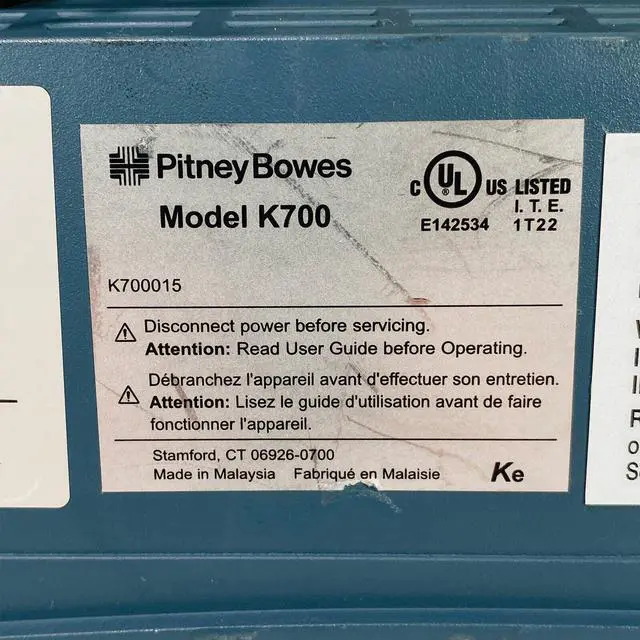 Pitney Bowes
Model K700
C UL ® US LISTED
I. T. E.
E142534 1T22
K700015
Disconnect power before servicing.
Attention: Read User Guide before Operating.
Débranchez l'appareil avant d'effectuer son entretien.
Attention: Lisez le guide d'utilisation avant de faire
fonctionner l'appareil.
Stamford, CT 06926-0700
Made in Malaysia Fabriqué en Malaisie
Ke